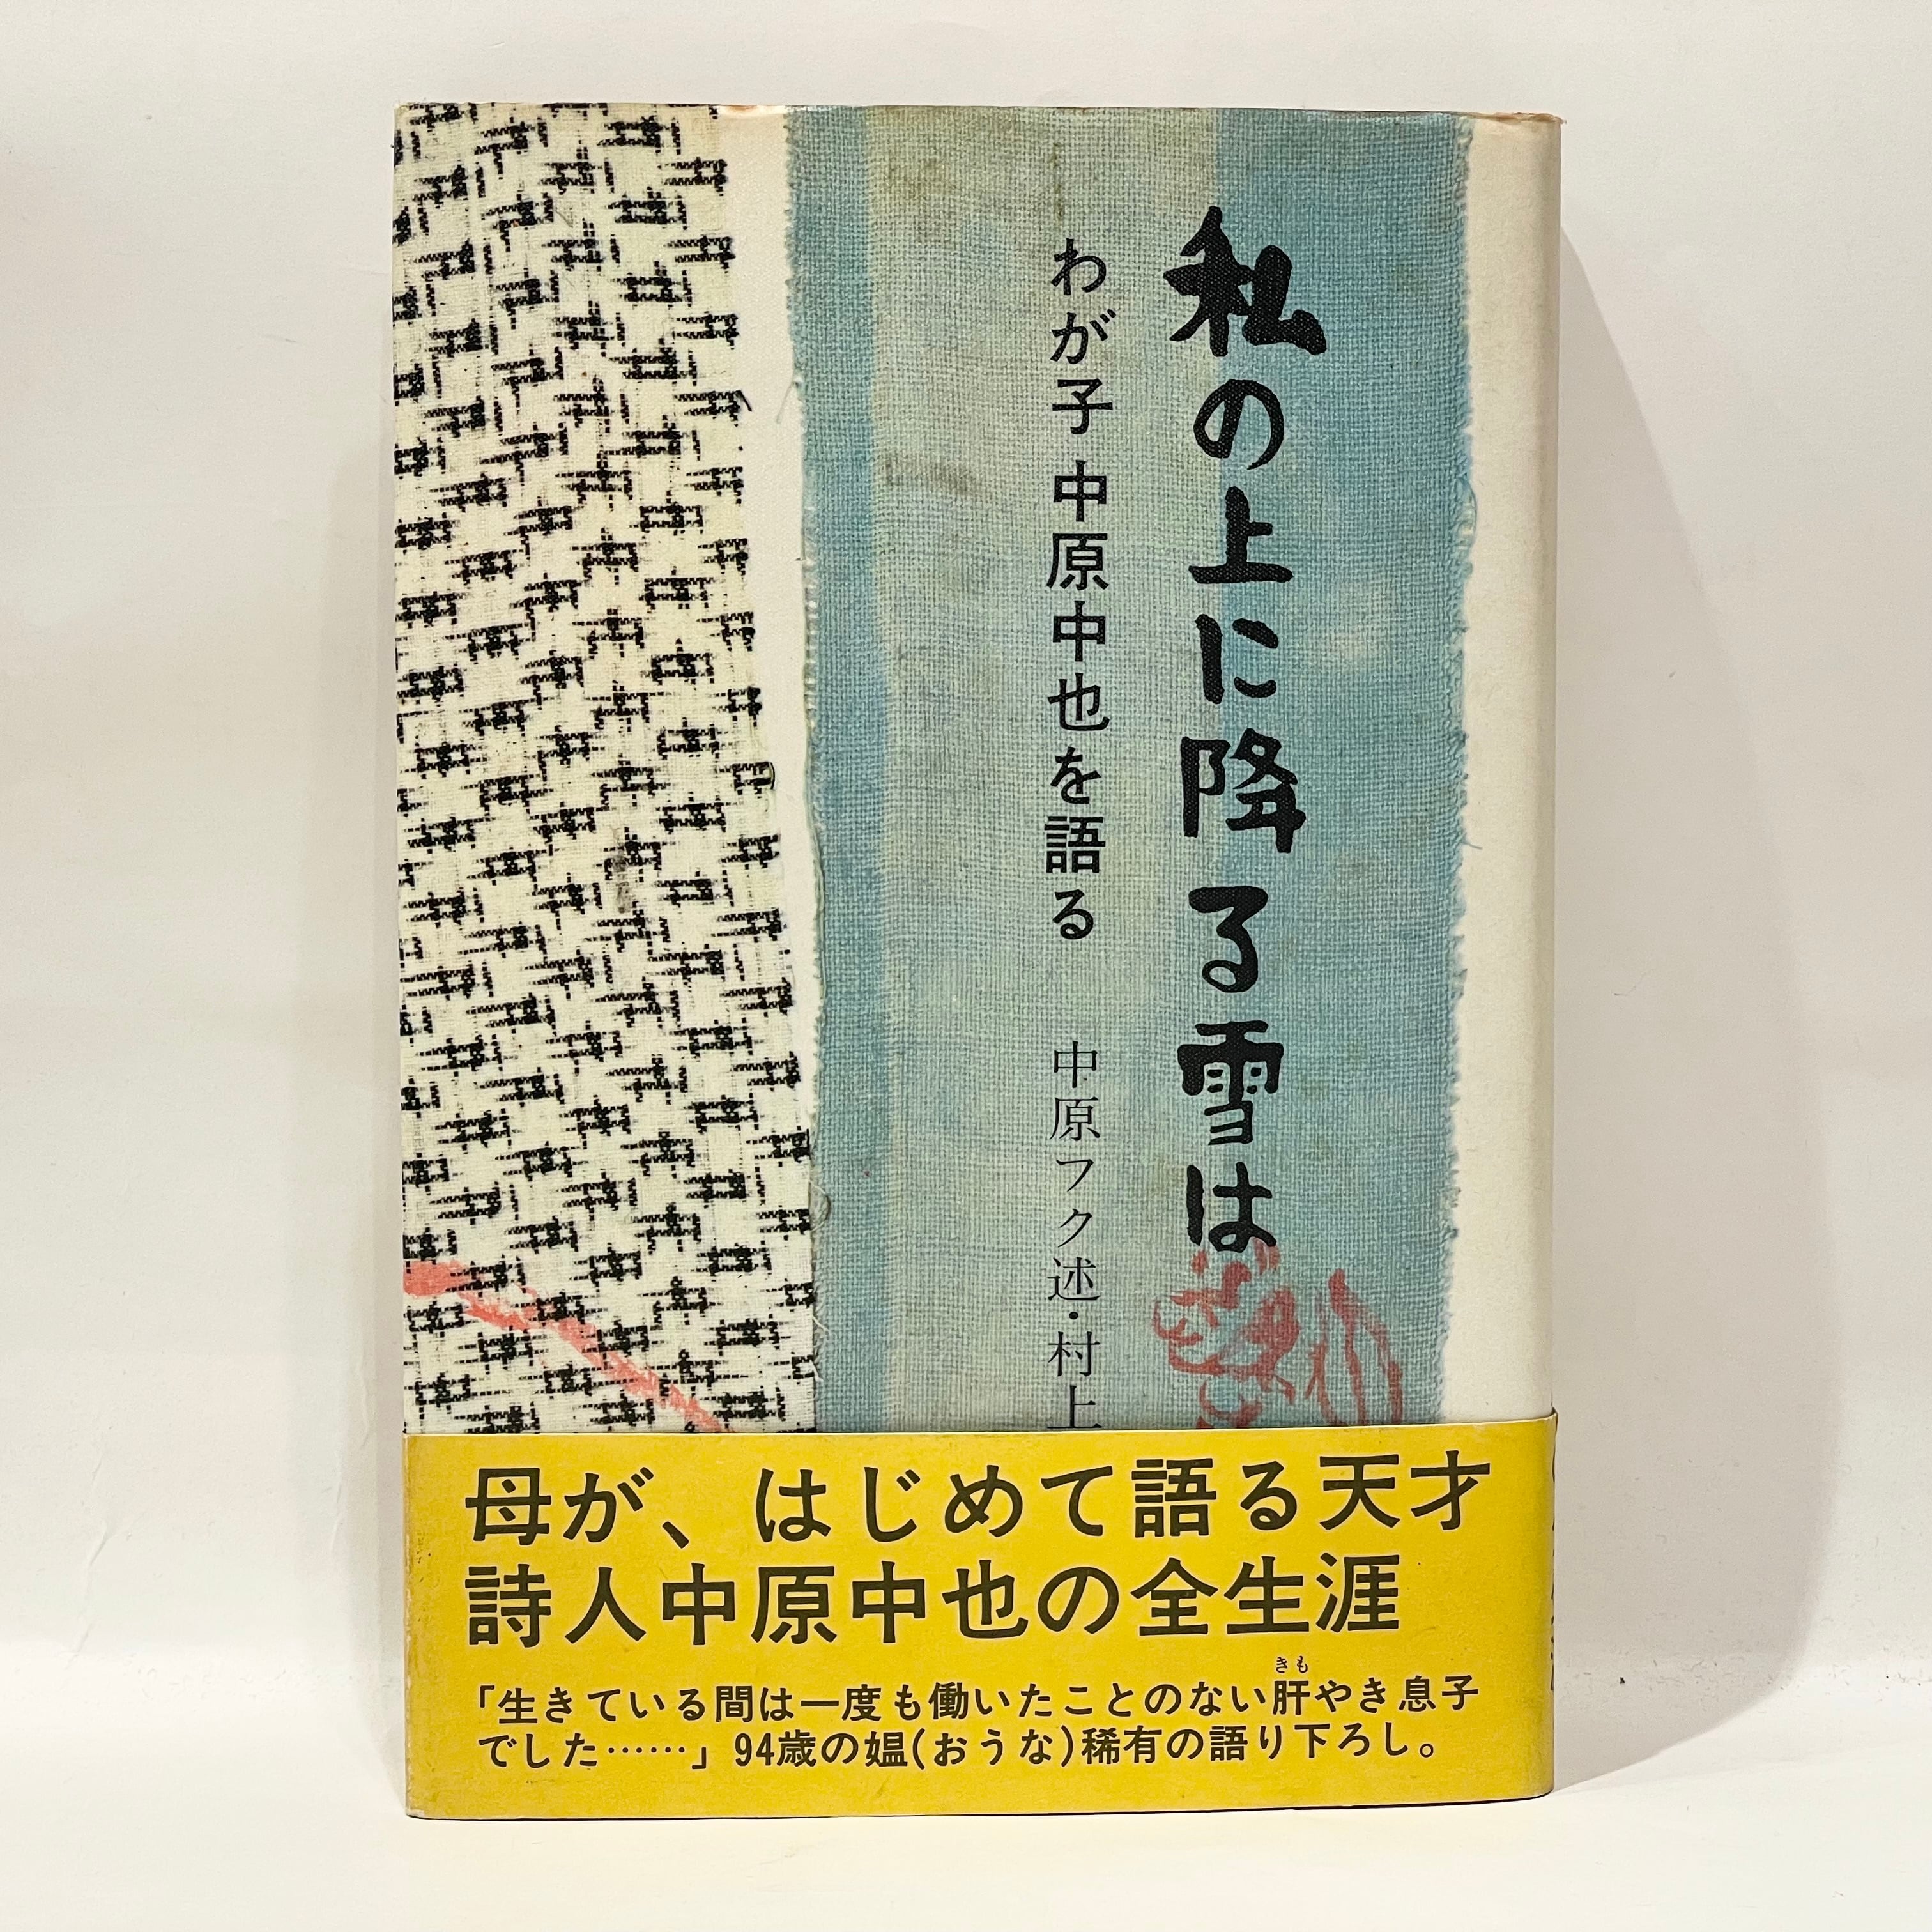 私の上に降る雪は
わが子中原中也を語る 中原フク述・村上
母が、はじめて語る天才
詩人中原中也の全生涯
きも
「生きている間は一度も働いたことのない肝やき息子
でした……」94歳の媼(おうな)稀有の語り下ろし。